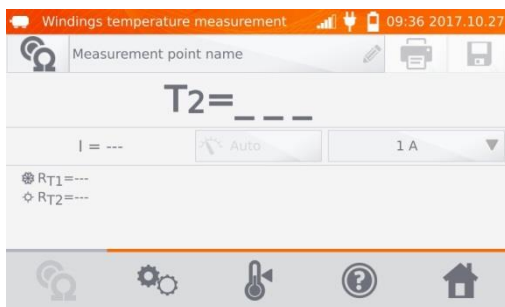 Windings temperature measurement 09:36 2017.10.27
Measurement point name
T2=_ _ _
I = --- Auto 1 A
RT1=---
RT2=---